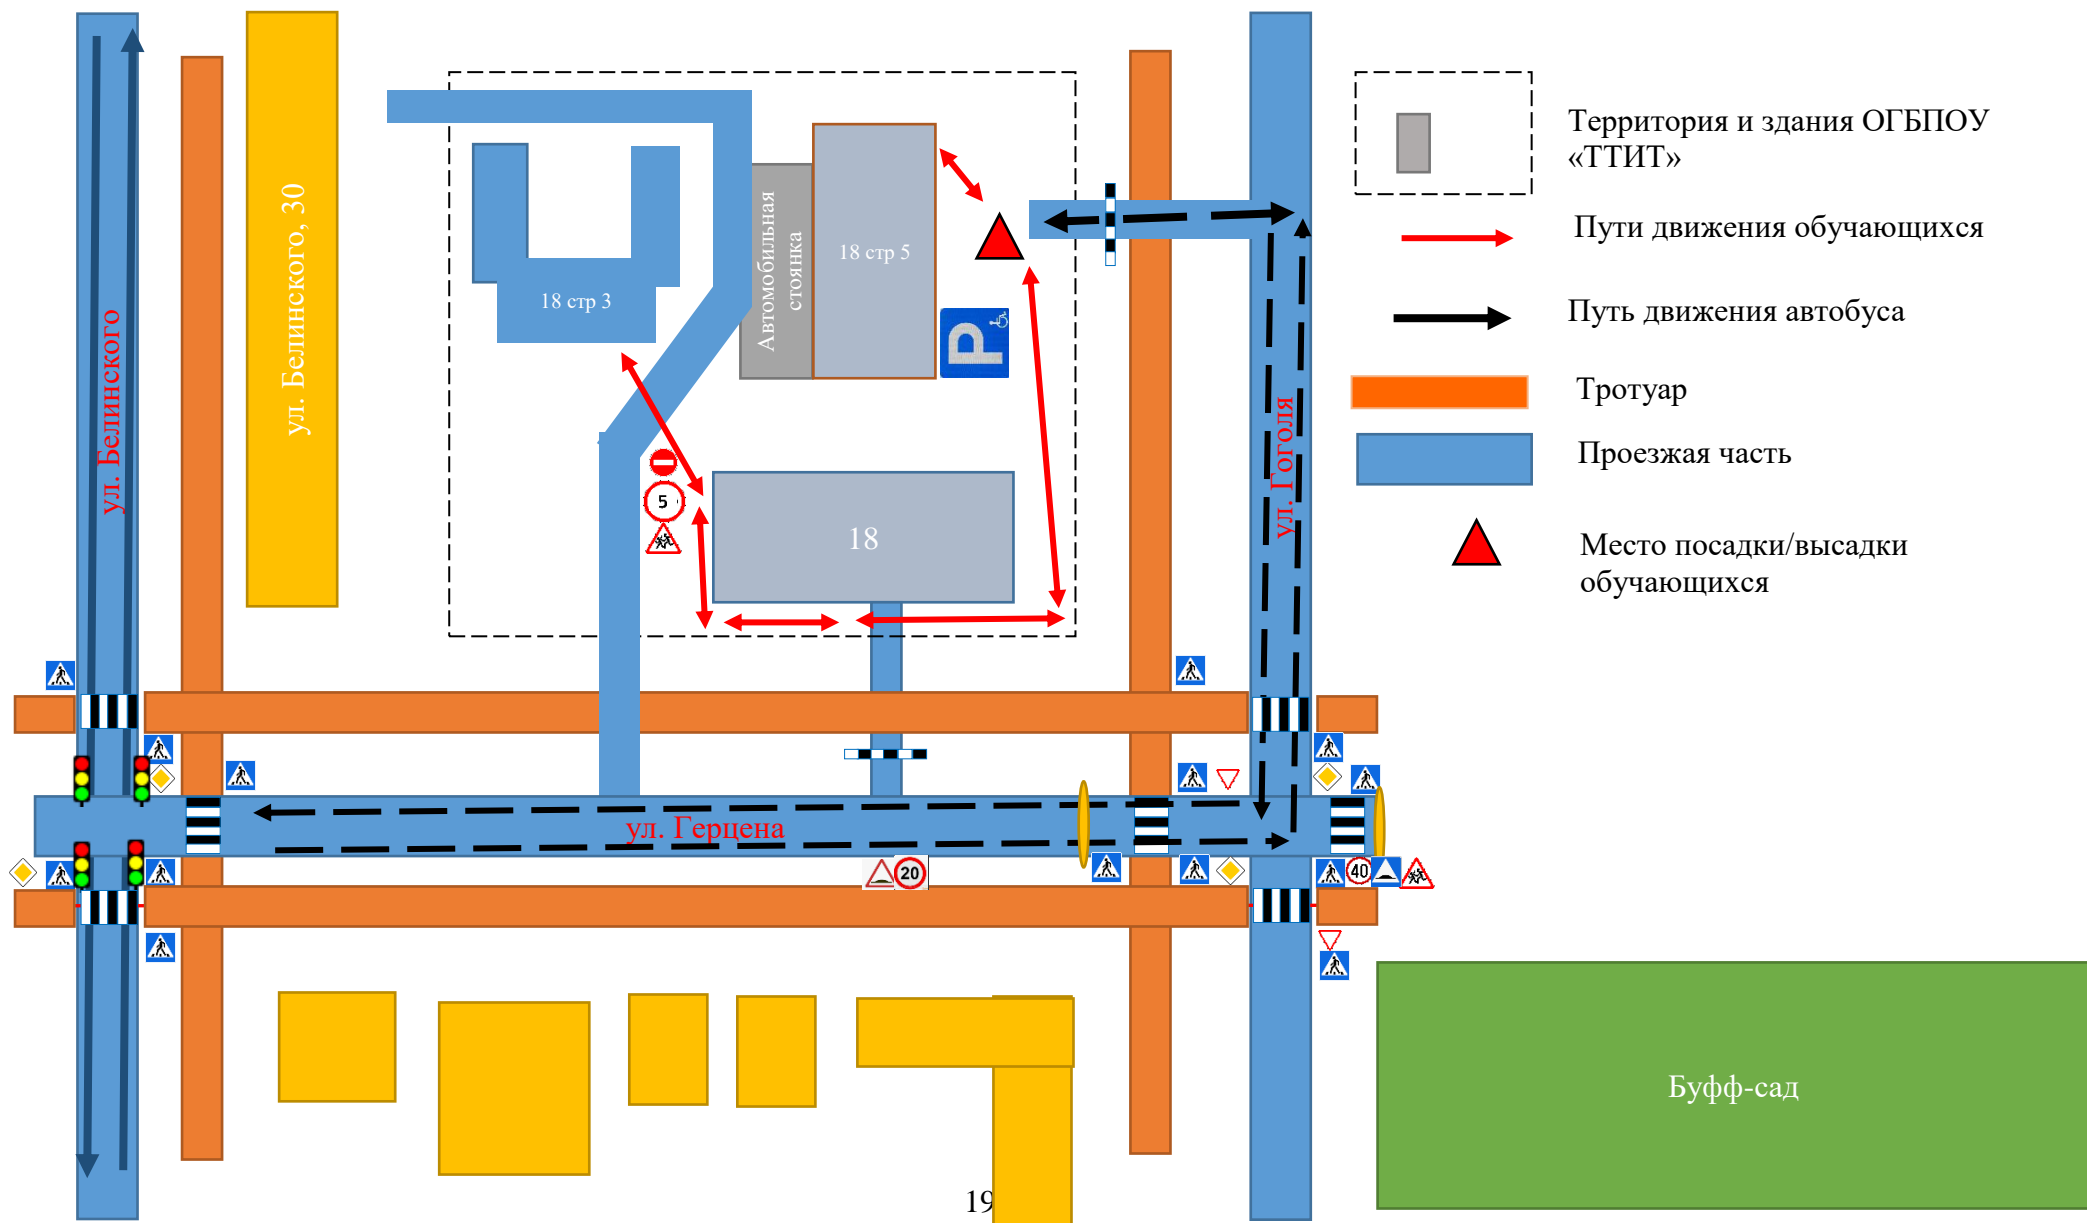 Территория и здания ОГБПОУ
«ТТИТ»
Пути движения обучающихся
Путь движения автобуса
Тротуар
Проезжая часть
Место посадки/высадки
обучающихся
ул. Белинского
ул. Белинского, 30
18 стр 3
Автомобильная
стоянка
18 стр 5
P
5
18
ул. Гоголя
ул. Герцена
20
40
Буфф-сад
19